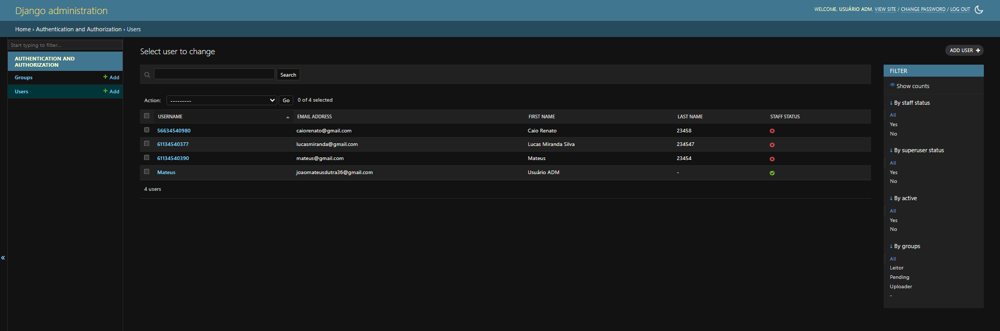 Django administration
WELCOME, USUÁRIO ADM. VIEW SITE / CHANGE PASSWORD / LOG OUT
Home › Authentication and Authorization › Users
Start typing to filter...
AUTHENTICATION AND
AUTHORIZATION
Groups + Add
Users + Add
«
Select user to change
ADD USER +
Search
Action: --------- Go 0 of 4 selected
USERNAME EMAIL ADDRESS FIRST NAME LAST NAME STAFF STATUS
56634540980 caiorenato@gmail.com Caio Renato 23458
61134540377 lucasmiranda@gmail.com Lucas Miranda Silva 234547
61134540390 mateus@gmail.com Mateus 23454
Mateus joaomateusdutra36@gmail.com Usuário ADM -
4 users
FILTER
Show counts
↓ By staff status
All
Yes
No
↓ By superuser status
All
Yes
No
↓ By active
All
Yes
No
↓ By groups
All
Leitor
Pending
Uploader
-